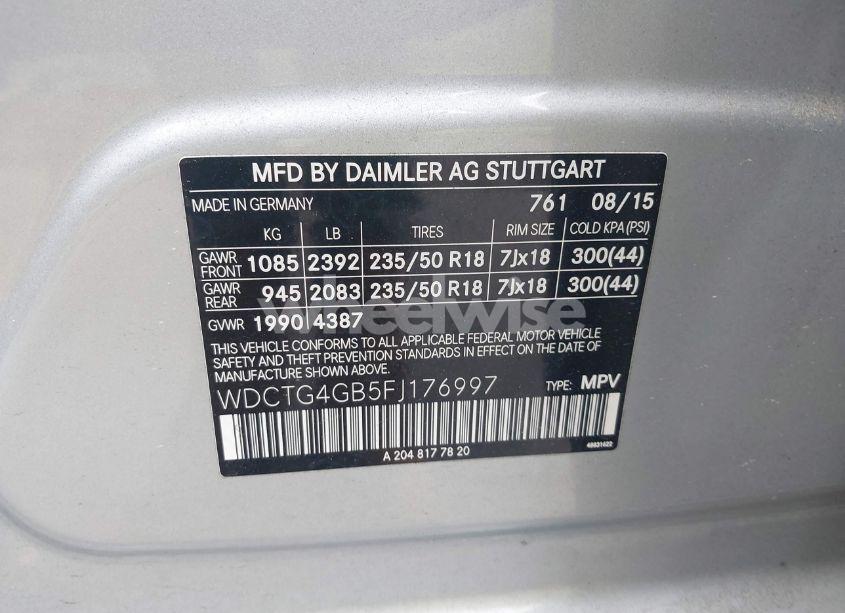 MFD BY DAIMLER AG STUTTGART
MADE IN GERMANY 761 08/15
KG LB TIRES RIM SIZE COLD KPA(PSI)
GAWR FRONT 1085 2392 235/50 R18 7Jx18 300(44)
GAWR REAR 945 2083 235/50 R18 7Jx18 300(44)
GVWR 1990 4387
wheelwise
THIS VEHICLE CONFORMS TO ALL APPLICABLE FEDERAL MOTOR VEHICLE
SAFETY AND THEFT PREVENTION STANDARDS IN EFFECT ON THE DATE OF
MANUFACTURE SHOWN ABOVE.
WDCTG4GB5FJ176997 TYPE: MPV
A 204 817 78 20 48831622